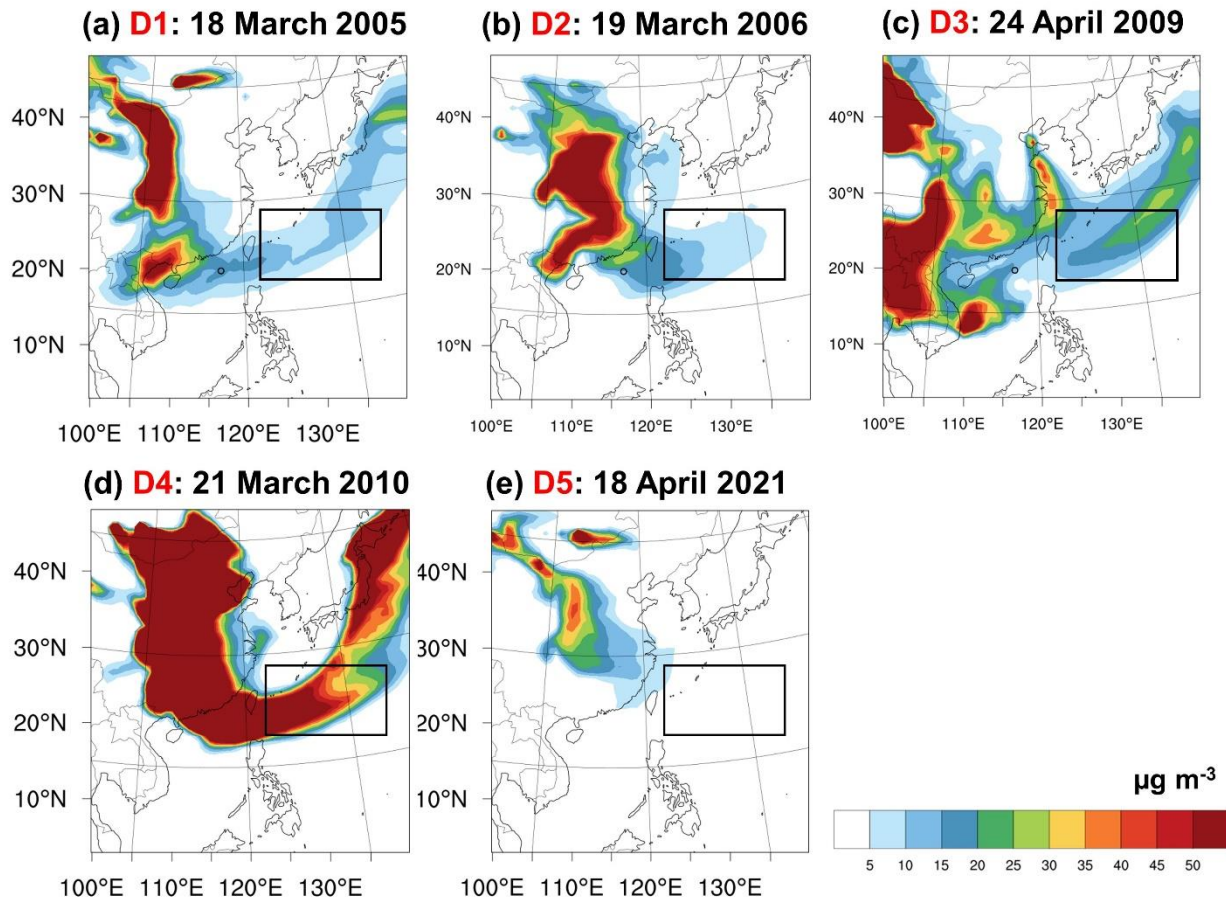 (a) D1: 18 March 2005
(b) D2: 19 March 2006
(c) D3: 24 April 2009
40°N
30°N
20°N
10°N
100°E 110°E 120°E 130°E
40°N
30°N
20°N
10°N
100°E 110°E 120°E 130°E
40°N
30°N
20°N
10°N
100°E 110°E 120°E 130°E
(d) D4: 21 March 2010
(e) D5: 18 April 2021
40°N
30°N
20°N
10°N
100°E 110°E 120°E 130°E
40°N
30°N
20°N
10°N
100°E 110°E 120°E 130°E
µg m-3
5 10 15 20 25 30 35 40 45 50